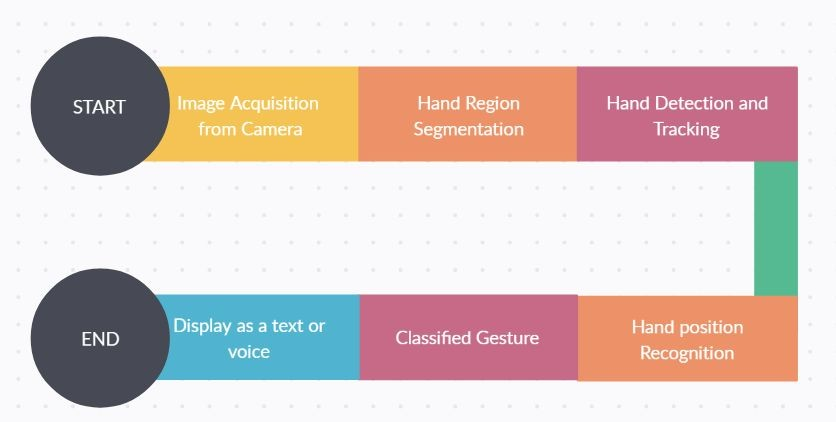 START
Image Acquisition
from Camera
Hand Region
Segmentation
Hand Detection and
Tracking
Hand position
Recognition
Classified Gesture
Display as a text or
voice
END